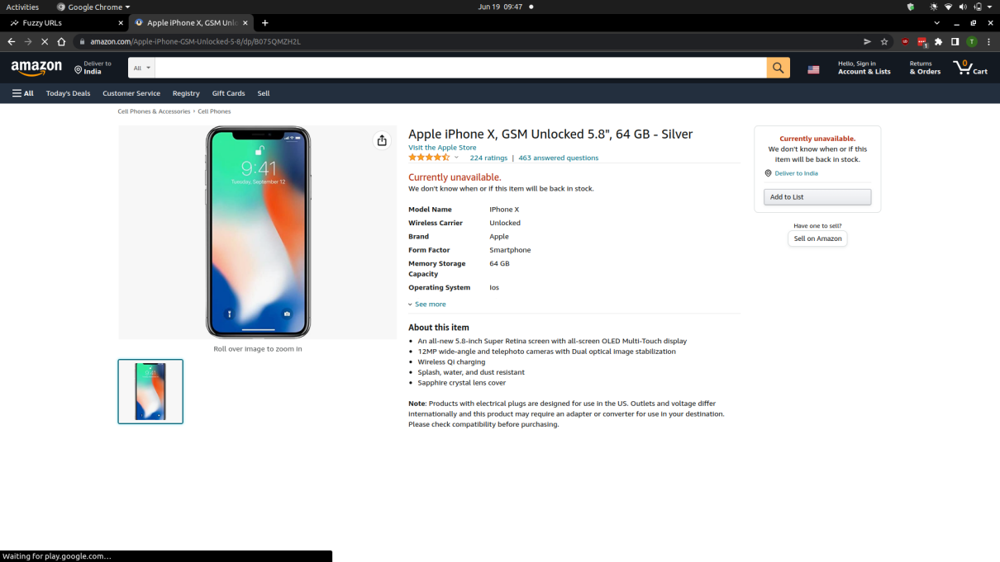 Activities
Google Chrome
Jun 19 09:47
Fuzzy URLs
Apple iPhone X, GSM Unlo
amazon.com/Apple-iPhone-GSM-Unlocked-5-8/dp/B075QMZH2L
1
T
amazon
Deliver to
India
All
Hello, Sign in
Account & Lists
Returns
& Orders
0
Cart
All
Today's Deals
Customer Service
Registry
Gift Cards
Sell
Cell Phones & Accessories › Cell Phones
9:41
Tuesday, September 12
Roll over image to zoom in
9:41
Apple iPhone X, GSM Unlocked 5.8", 64 GB - Silver
Visit the Apple Store
224 ratings | 463 answered questions
Currently unavailable.
We don't know when or if this item will be back in stock.
Model Name IPhone X
Wireless Carrier Unlocked
Brand Apple
Form Factor Smartphone
Memory Storage 64 GB
Capacity
Operating System Ios
See more
About this item
• An all-new 5.8-inch Super Retina screen with all-screen OLED Multi-Touch display
• 12MP wide-angle and telephoto cameras with Dual optical image stabilization
• Wireless Qi charging
• Splash, water, and dust resistant
• Sapphire crystal lens cover
Note: Products with electrical plugs are designed for use in the US. Outlets and voltage differ
internationally and this product may require an adapter or converter for use in your destination.
Please check compatibility before purchasing.
Currently unavailable.
We don't know when or if this
item will be back in stock.
Deliver to India
Add to List
Have one to sell?
Sell on Amazon
Waiting for play.google.com...